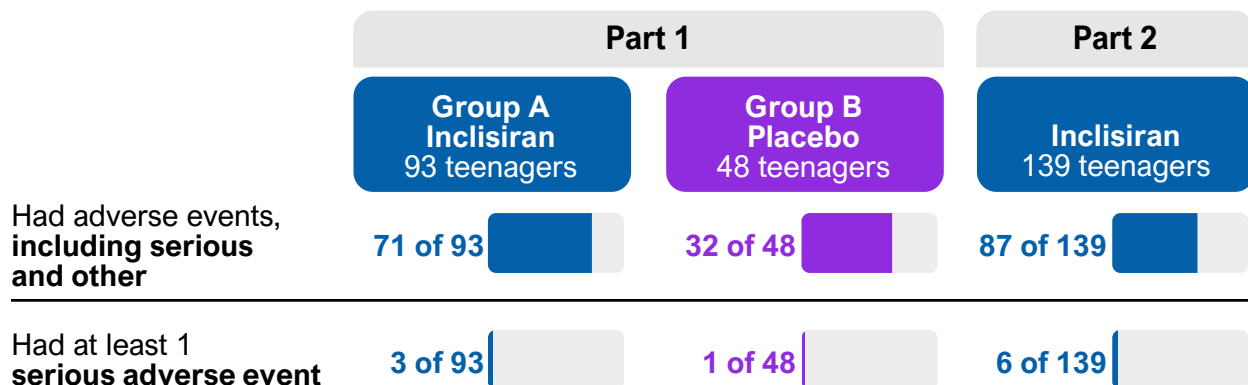 Part 1
Part 2
Group A
Inclisiran
93 teenagers
Group B
Placebo
48 teenagers
Inclisiran
139 teenagers
Had adverse events,
including serious
and other
71 of 93
32 of 48
87 of 139
Had at least 1
serious adverse event
3 of 93
1 of 48
6 of 139